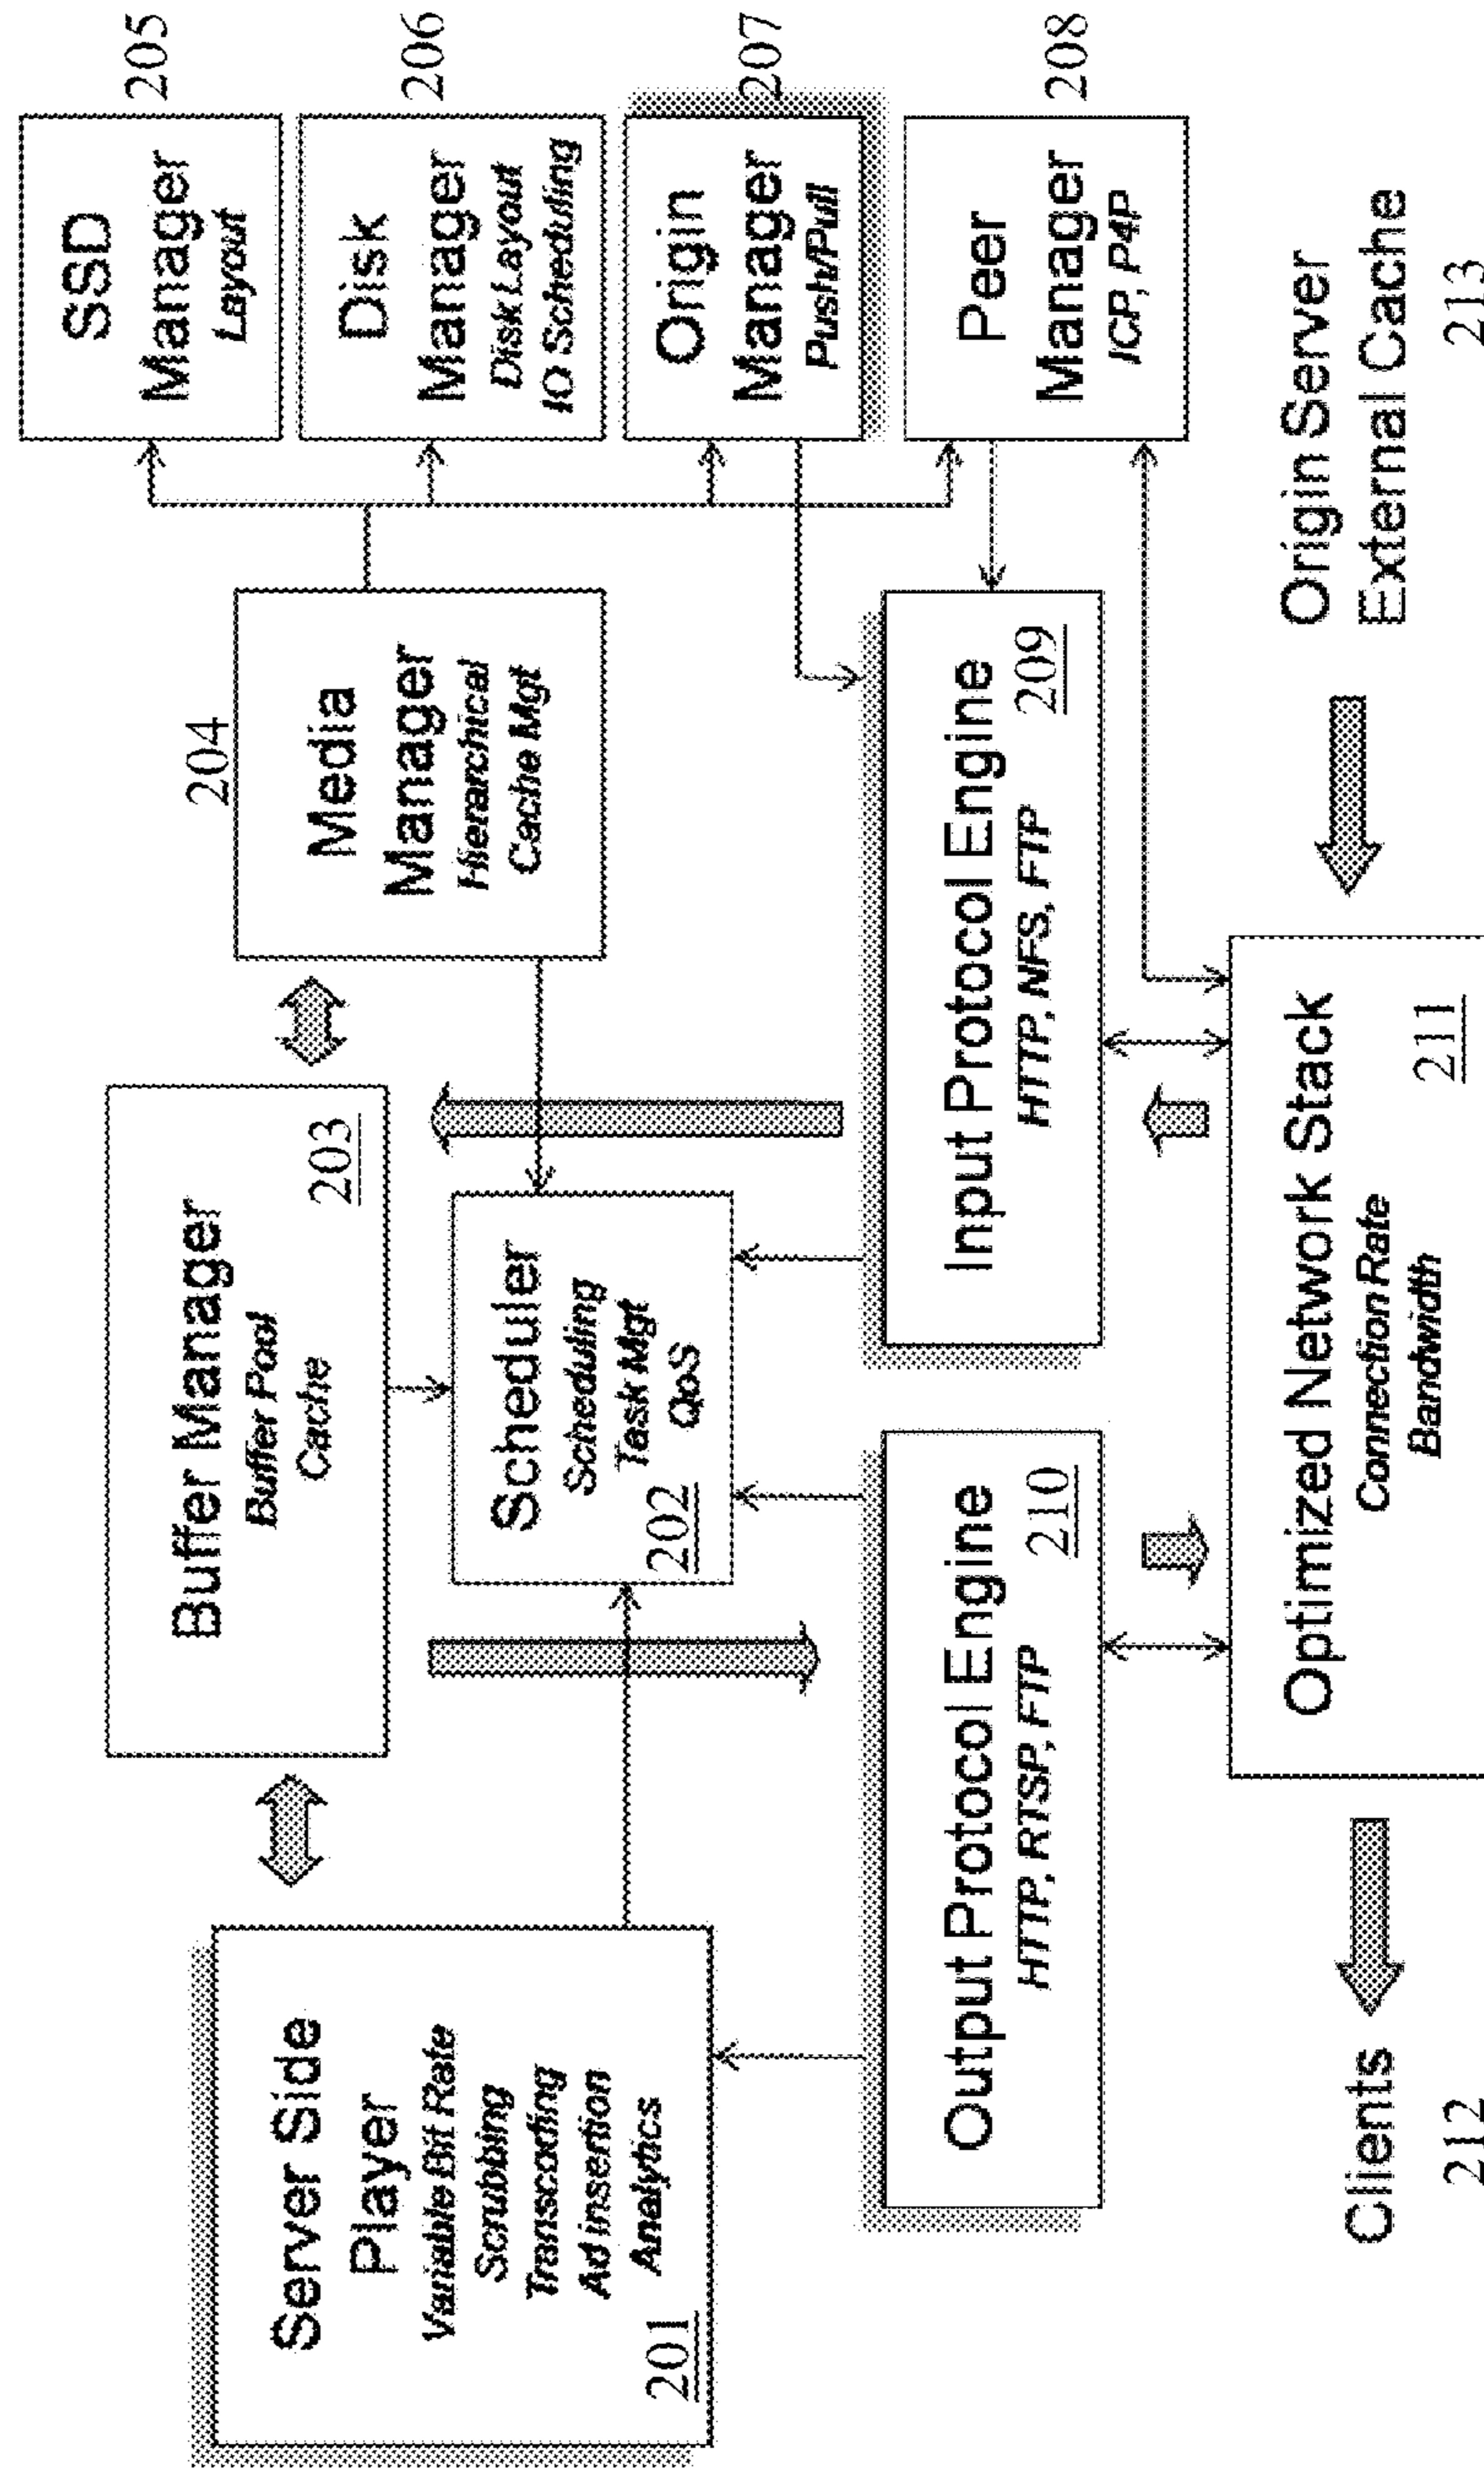 Server Side
Player
Variable Bit Rate
Scrubbing
Transcoding
Ad insertion
Analytics
201
Buffer Manager
Buffer Pool
Cache
203
Scheduler
Scheduling
Task Mgt
QoS
202
204
Media
Manager
Hierarchical
Cache Mgt
SSD
Manager
Layout
205
Disk
Manager
Disk Layout
IO Scheduling
206
Origin
Manager
Push/Pull
207
Peer
Manager
ICP, P4P
208
Output Protocol Engine
HTTP, RTSP, FTP
210
Input Protocol Engine
HTTP, NFS, FTP
209
Optimized Network Stack
Connection Rate
Bandwidth
211
Clients
212
Origin Server
External Cache
213